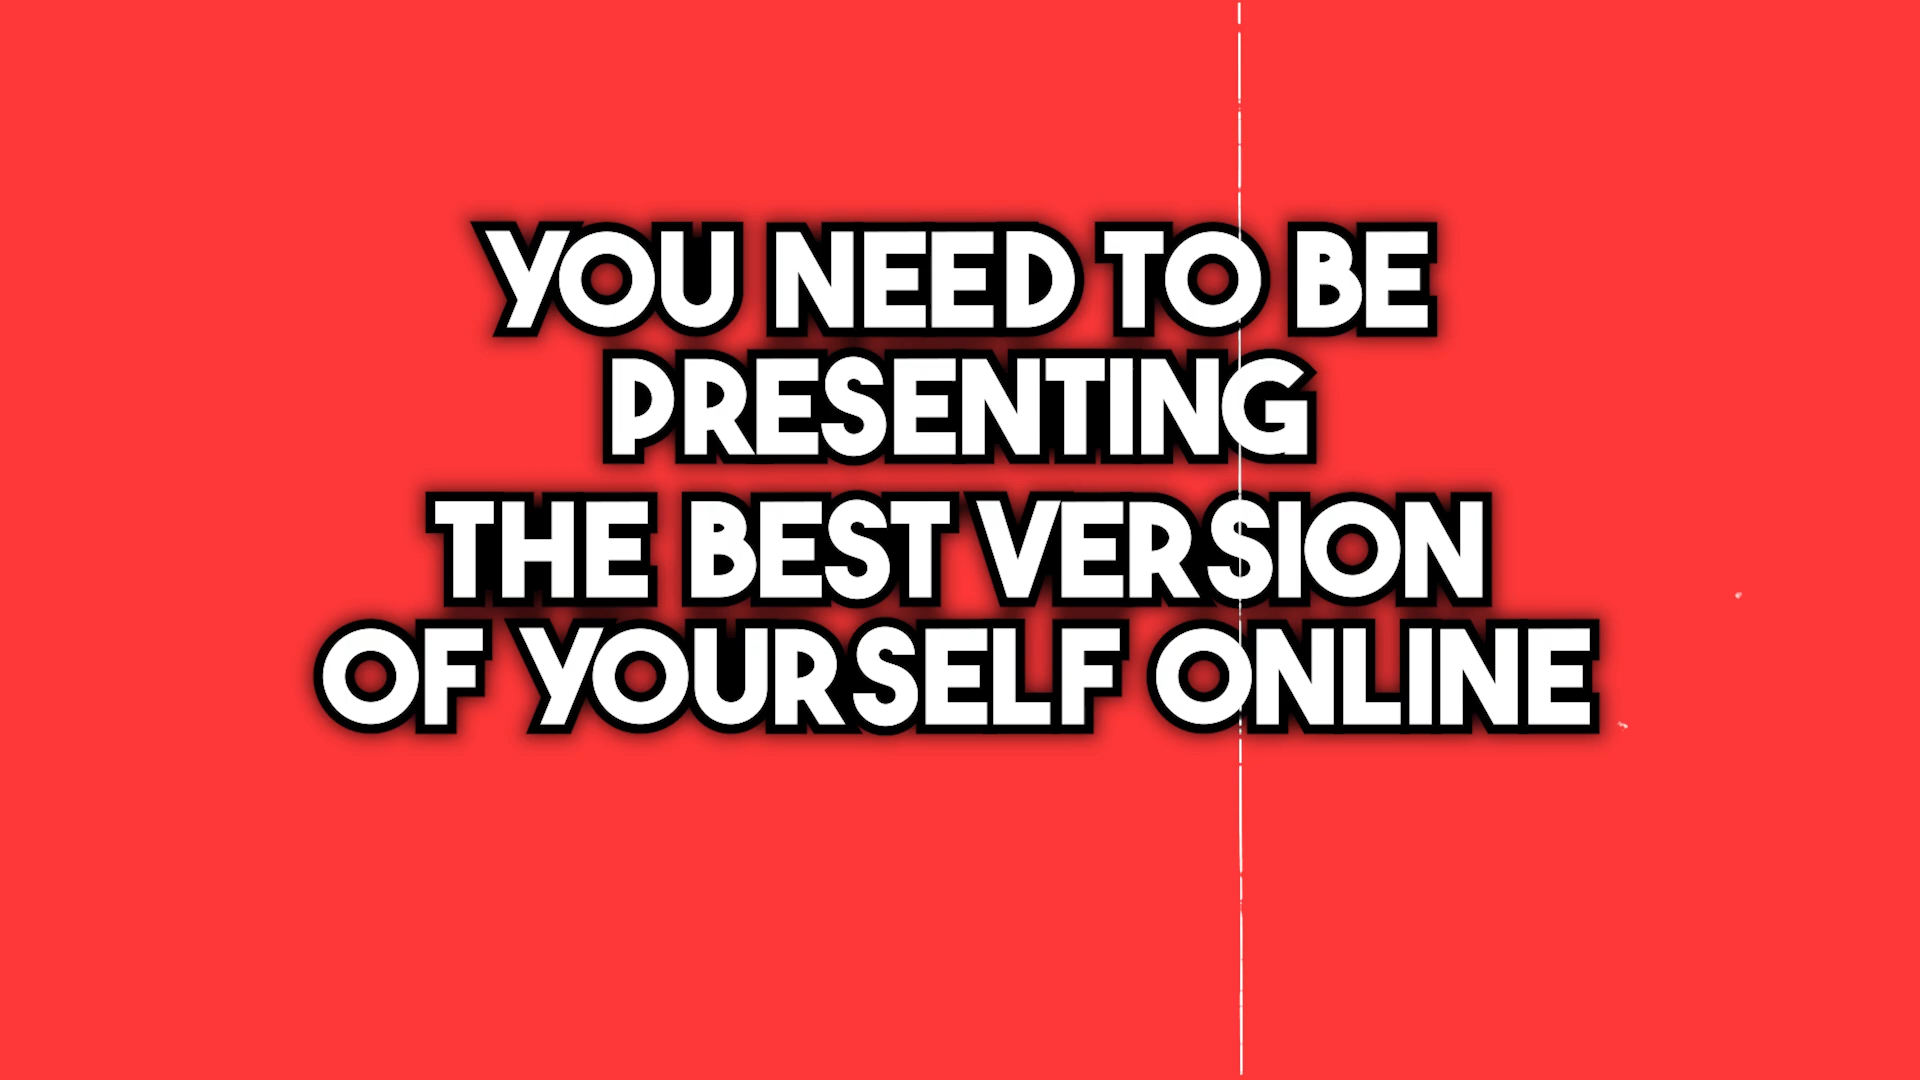 YOU NEED TO BE
PRESENTING
THE BEST VERSION
OF YOURSELF ONLINE